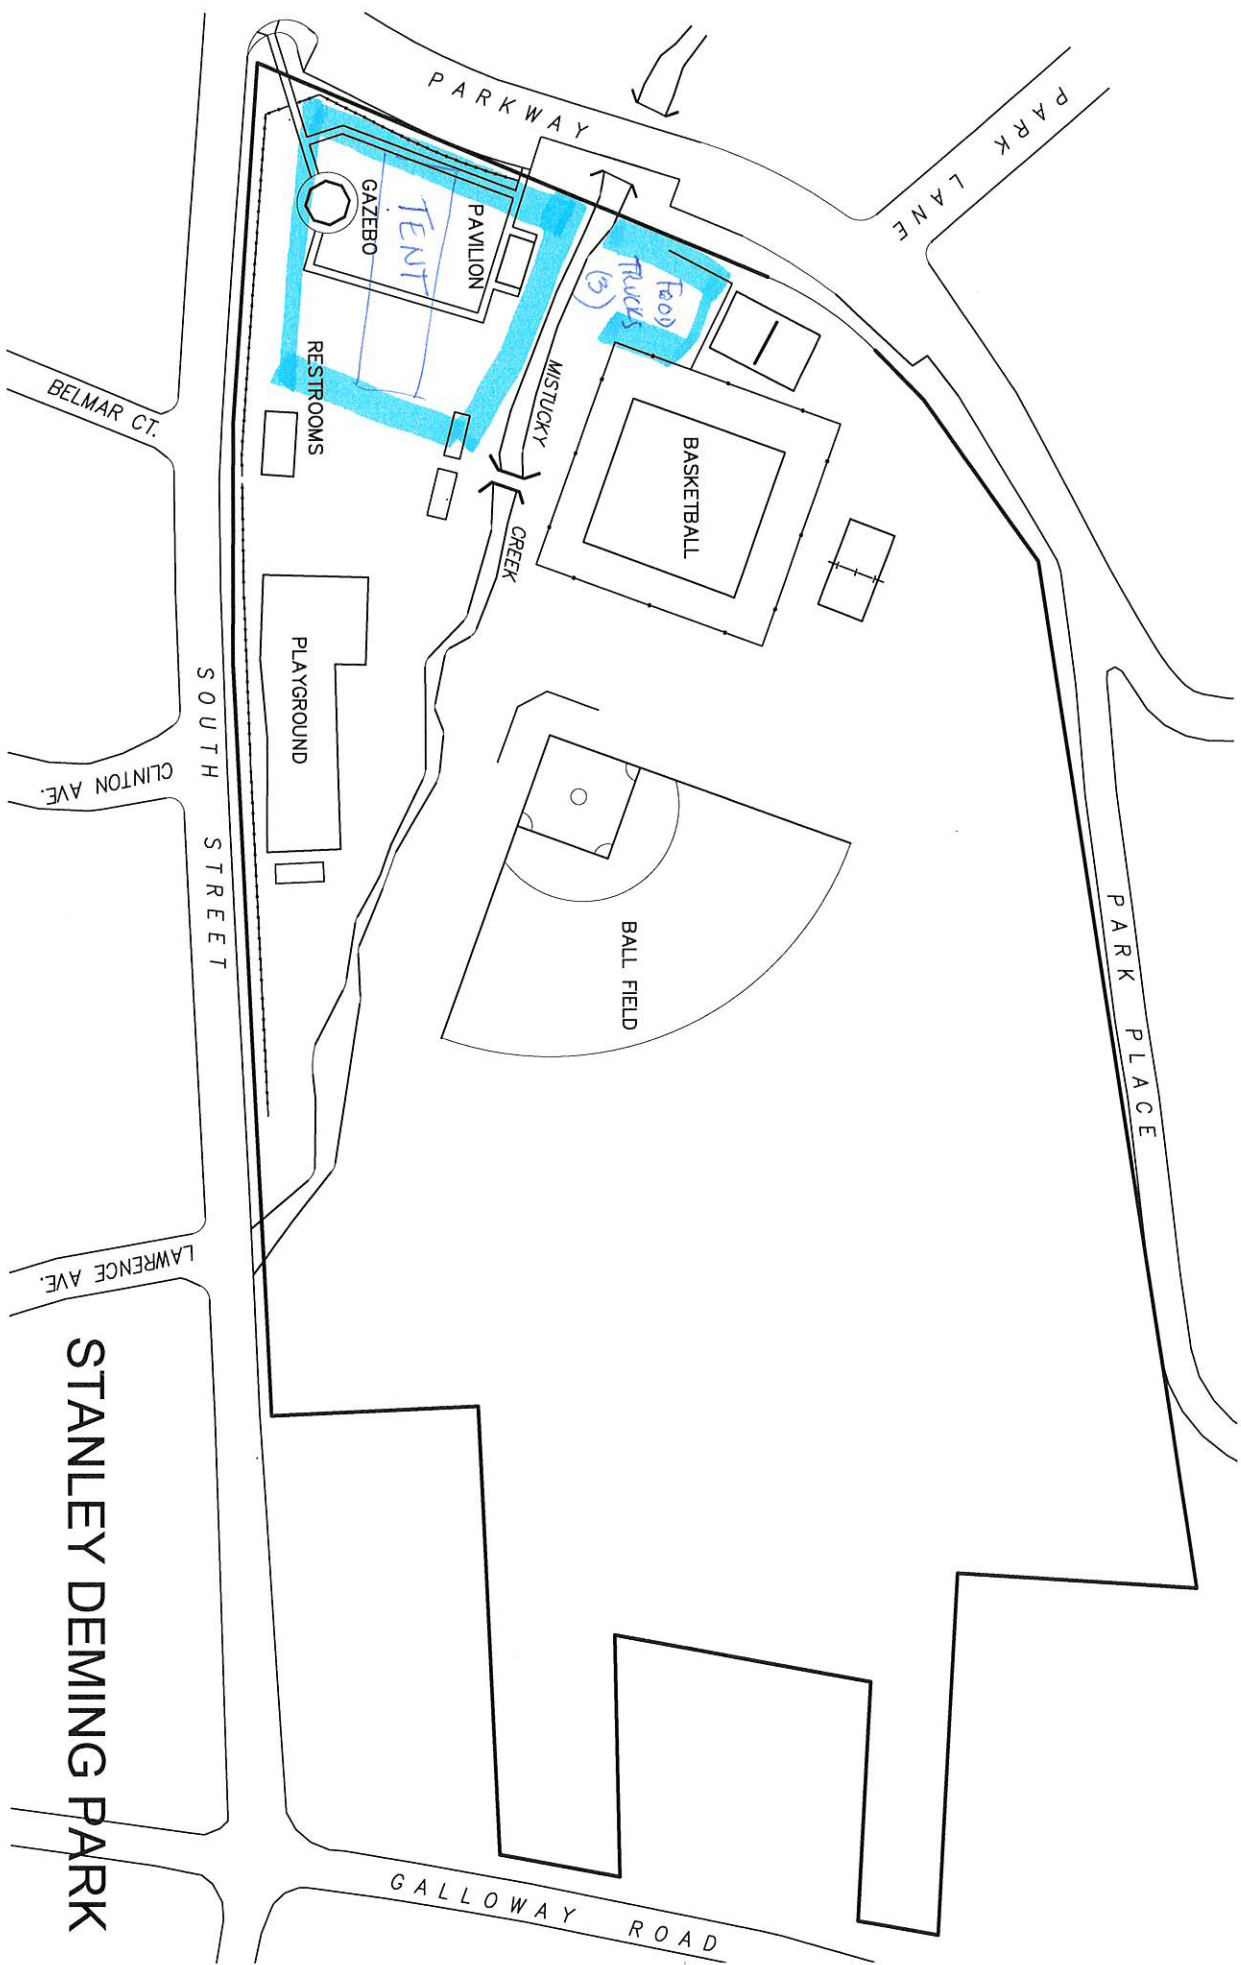 PARKWAY
PARK LANE
PARK PLACE
FOOD
TRUCKS
(3)
TENT
PAVILION
GAZEBO
RESTROOMS
MISTUCKY
CREEK
BASKETBALL
PLAYGROUND
BALL FIELD
BELMAR CT.
CLINTON AVE.
SOUTH STREET
LAWRENCE AVE.
GALLOWAY ROAD
STANLEY DEMING PARK